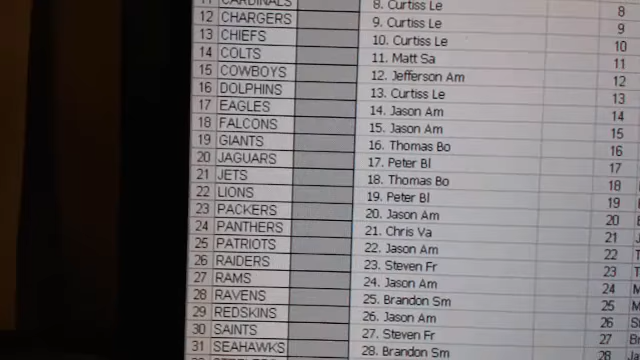 11 CARDINALS 8. Curtiss Le 8
12 CHARGERS 9. Curtiss Le 9
13 CHIEFS 10. Curtiss Le 10
14 COLTS 11. Matt Sa 11
15 COWBOYS 12. Jefferson Am 12
16 DOLPHINS 13. Curtiss Le 13
17 EAGLES 14. Jason Am 14
18 FALCONS 15. Jason Am 15
19 GIANTS 16. Thomas Bo 16
20 JAGUARS 17. Peter Bl 17
21 JETS 18. Thomas Bo 18
22 LIONS 19. Peter Bl 19
23 PACKERS 20. Jason Am 20
24 PANTHERS 21. Chris Va 21
25 PATRIOTS 22. Jason Am 22
26 RAIDERS 23. Steven Fr 23
27 RAMS 24. Jason Am 24
28 RAVENS 25. Brandon Sm 25
29 REDSKINS 26. Jason Am 26
30 SAINTS 27. Steven Fr 27
31 SEAHAWKS 28. Brandon Sm 28